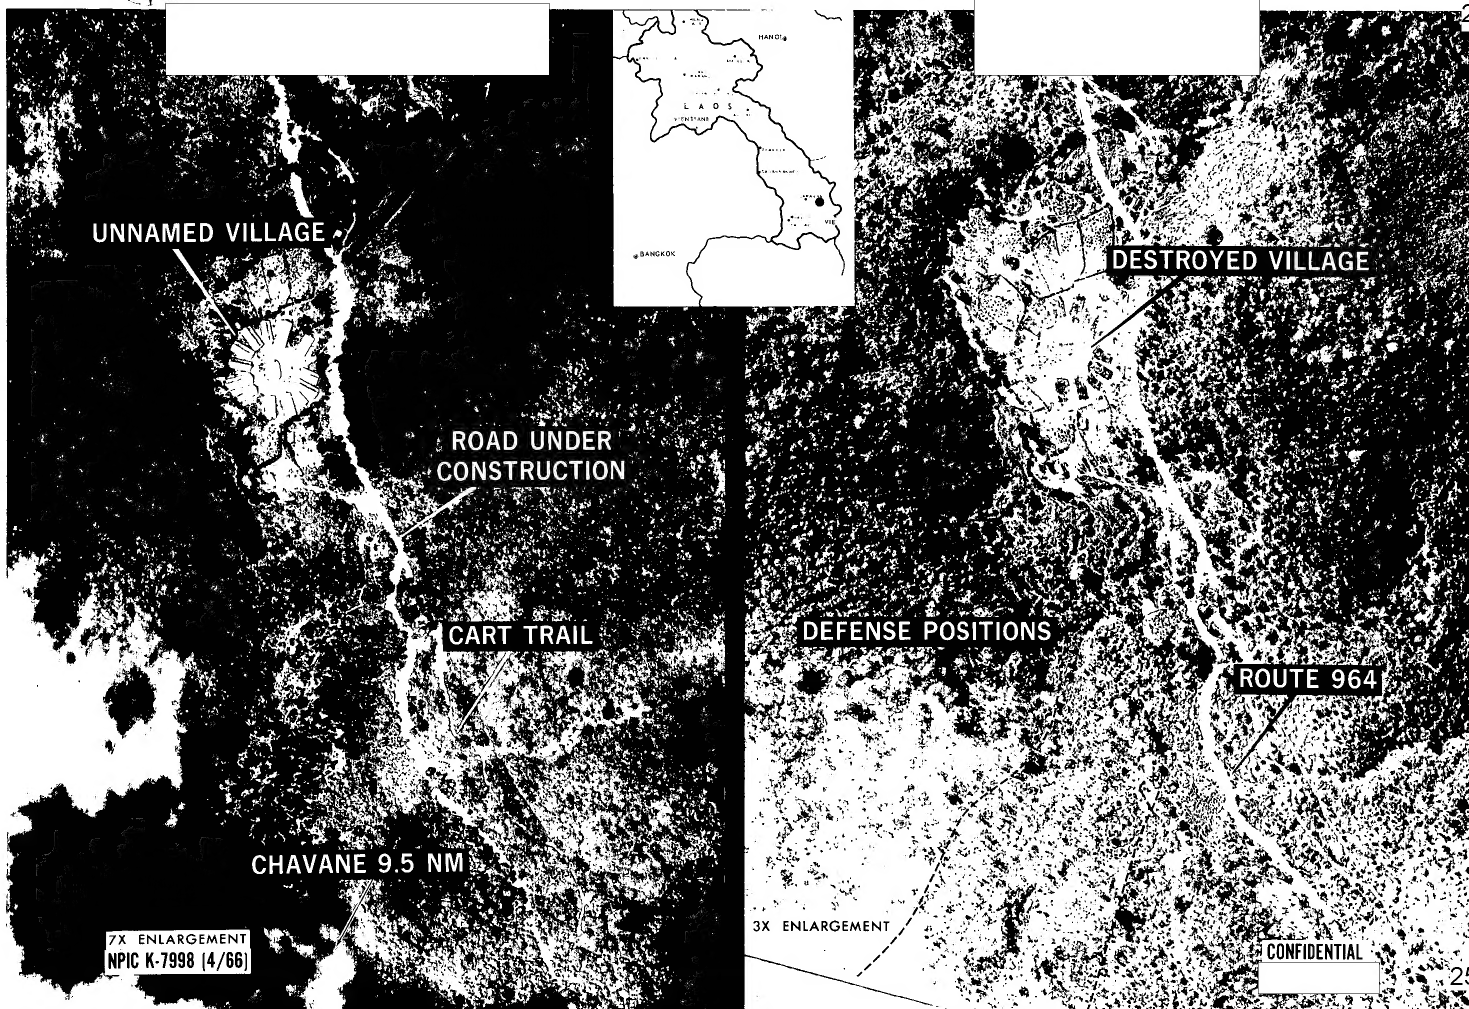 UNNAMED VILLAGE
ROAD UNDER
CONSTRUCTION
CART TRAIL
CHAVANE 9.5 NM
7X ENLARGEMENT
NPIC K-7998 (4/66)
HANOI
LAOS
VIENTIANE
VIE
BANGKOK
DESTROYED VILLAGE
DEFENSE POSITIONS
ROUTE 964
3X ENLARGEMENT
CONFIDENTIAL